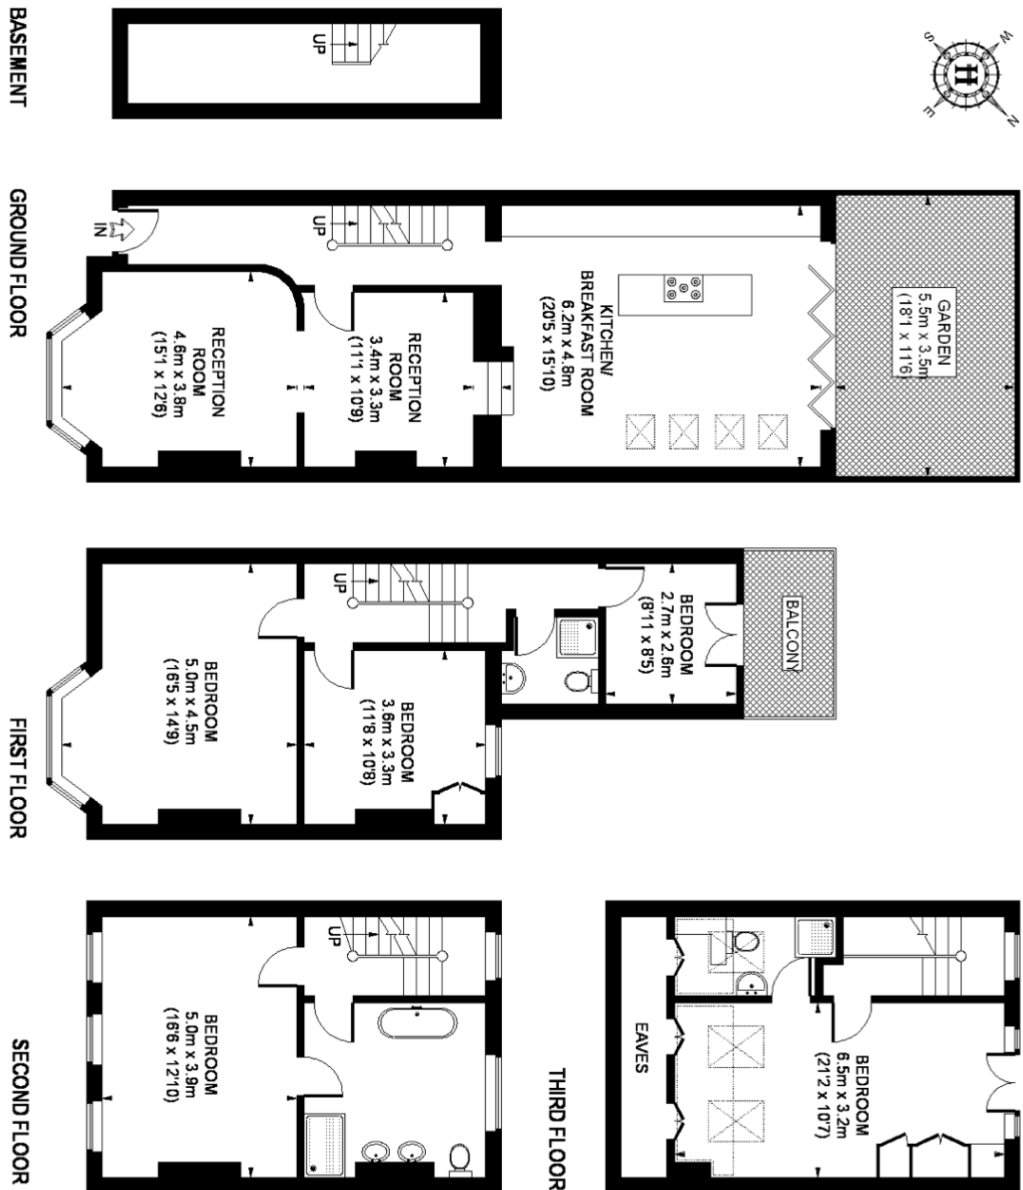 BASEMENT
UP
S
W
E
N
H
GROUND FLOOR
IN
UP
RECEPTION
ROOM
4.6m x 3.8m
(15'1 x 12'6)
RECEPTION
ROOM
3.4m x 3.3m
(11'1 x 10'9)
KITCHEN/
BREAKFAST ROOM
6.2m x 4.8m
(20'5 x 15'10)
GARDEN
5.5m x 3.5m
(18'1 x 11'6)
FIRST FLOOR
UP
BEDROOM
5.0m x 4.5m
(16'5 x 14'9)
BEDROOM
3.6m x 3.3m
(11'8 x 10'8)
BEDROOM
2.7m x 2.6m
(8'11 x 8'5)
BALCONY
SECOND FLOOR
UP
BEDROOM
5.0m x 3.9m
(16'6 x 12'10)
THIRD FLOOR
EAVES
BEDROOM
6.5m x 3.2m
(21'2 x 10'7)